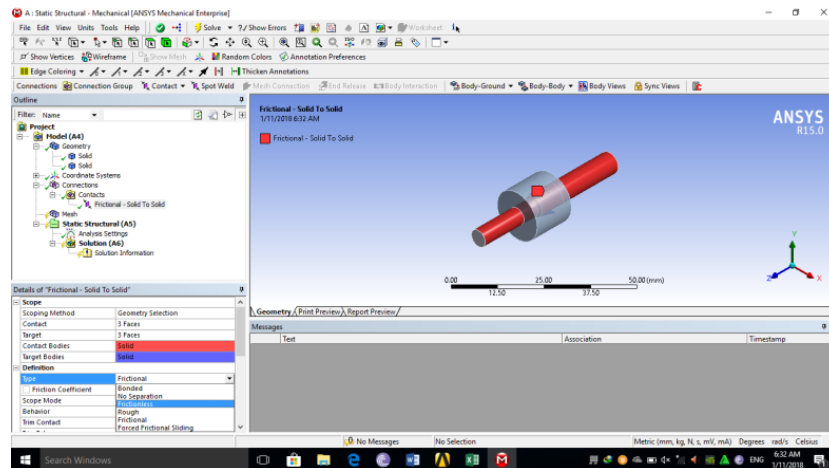 A : Static Structural - Mechanical [ANSYS Mechanical Enterprise]
File Edit View Units Tools Help Solve ?/ Show Errors Worksheet
Show Vertices Wireframe Show Mesh Random Colors Annotation Preferences
Edge Coloring Thicken Annotations
Connections Connection Group Contact Spot Weld Mesh Connection End Release Body Interaction Body-Ground Body-Body Body Views Sync Views
Outline
Filter: Name
Project
Model (A4)
Geometry
Solid
Solid
Coordinate Systems
Connections
Contacts
Frictional - Solid To Solid
Mesh
Static Structural (A5)
Analysis Settings
Solution (A6)
Solution Information
Frictional - Solid To Solid
1/11/2018 6:32 AM
Frictional - Solid To Solid
ANSYS
R15.0
0.00 25.00 50.00 (mm)
12.50 37.50
Y
Z X
Geometry Print Preview Report Preview
Details of "Frictional - Solid To Solid"
Scope
Scoping Method Geometry Selection
Contact 3 Faces
Target 3 Faces
Contact Bodies Solid
Target Bodies Solid
Definition
Type Frictional
Friction Coefficient Bonded
No Separation
Scope Mode Frictionless
Behavior Rough
Trim Contact Frictional
Forced Frictional Sliding
Messages
Text Association Timestamp
No Messages No Selection Metric (mm, kg, N, s, mV, mA) Degrees rad/s Celsius
Search Windows
ENG 6:32 AM
1/11/2018